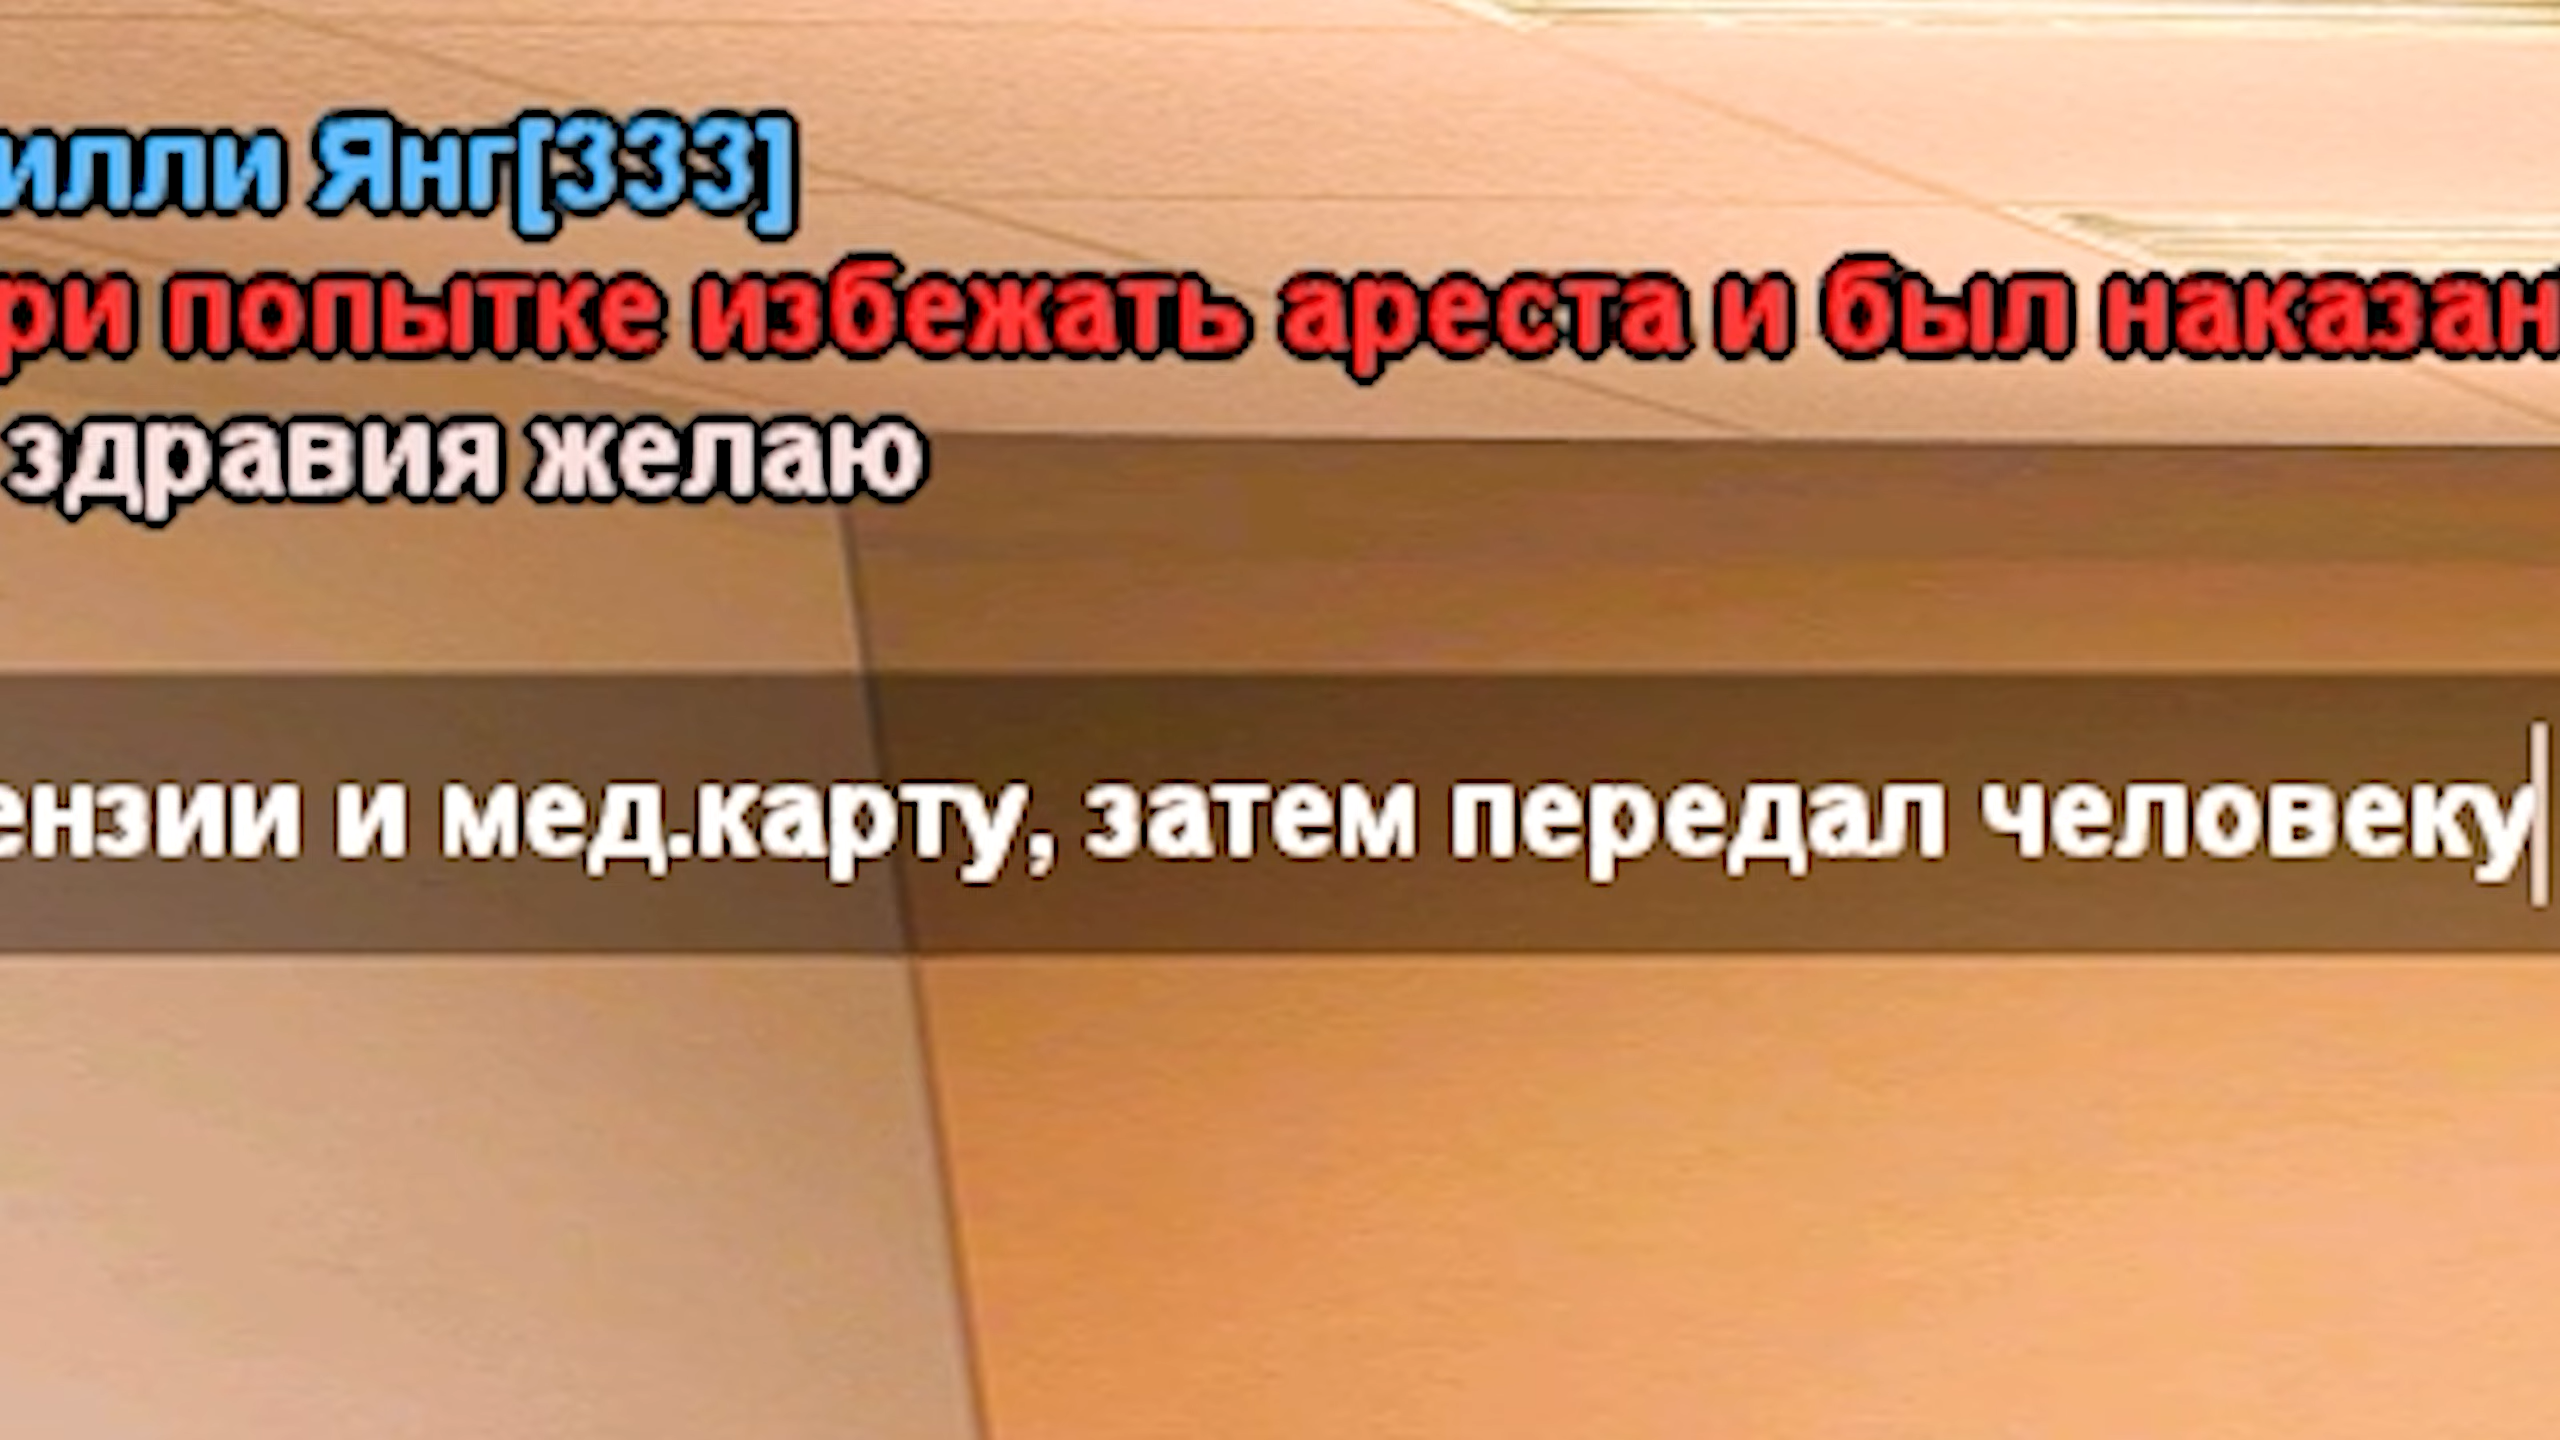 илли Янг[333]
ри попытке избежать ареста и был наказан
здравия желаю
ензии и мед.карту, затем передал человеку